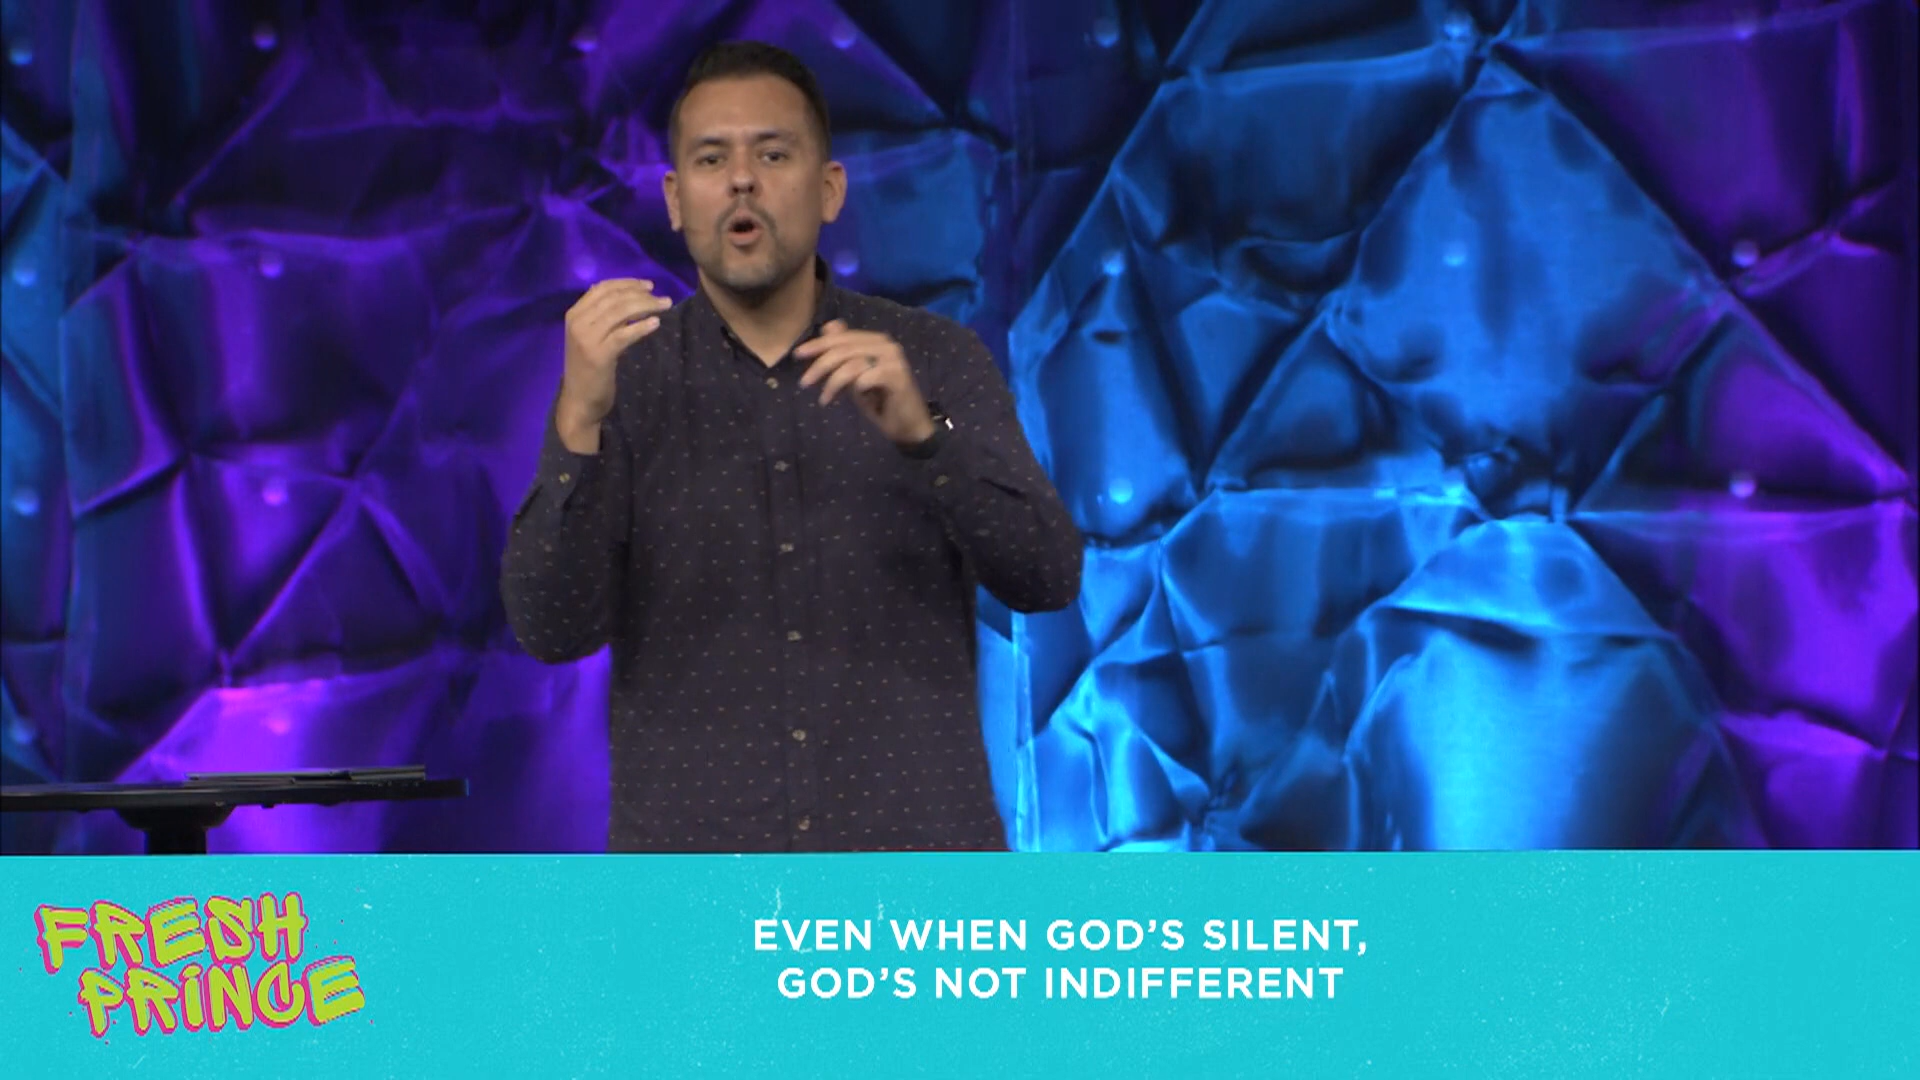 FRESH
PRINCE
EVEN WHEN GOD'S SILENT,
GOD'S NOT INDIFFERENT